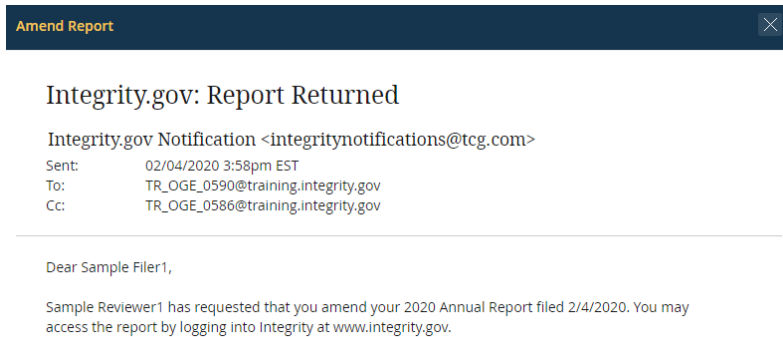 Amend Report
Integrity.gov: Report Returned
Integrity.gov Notification <integritynotifications@tcg.com>
Sent: 02/04/2020 3:58pm EST
To: TR_OGE_0590@training.integrity.gov
Cc: TR_OGE_0586@training.integrity.gov
Dear Sample Filer1,
Sample Reviewer1 has requested that you amend your 2020 Annual Report filed 2/4/2020. You may
access the report by logging into Integrity at www.integrity.gov.